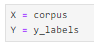 X = corpus
Y = y_labels